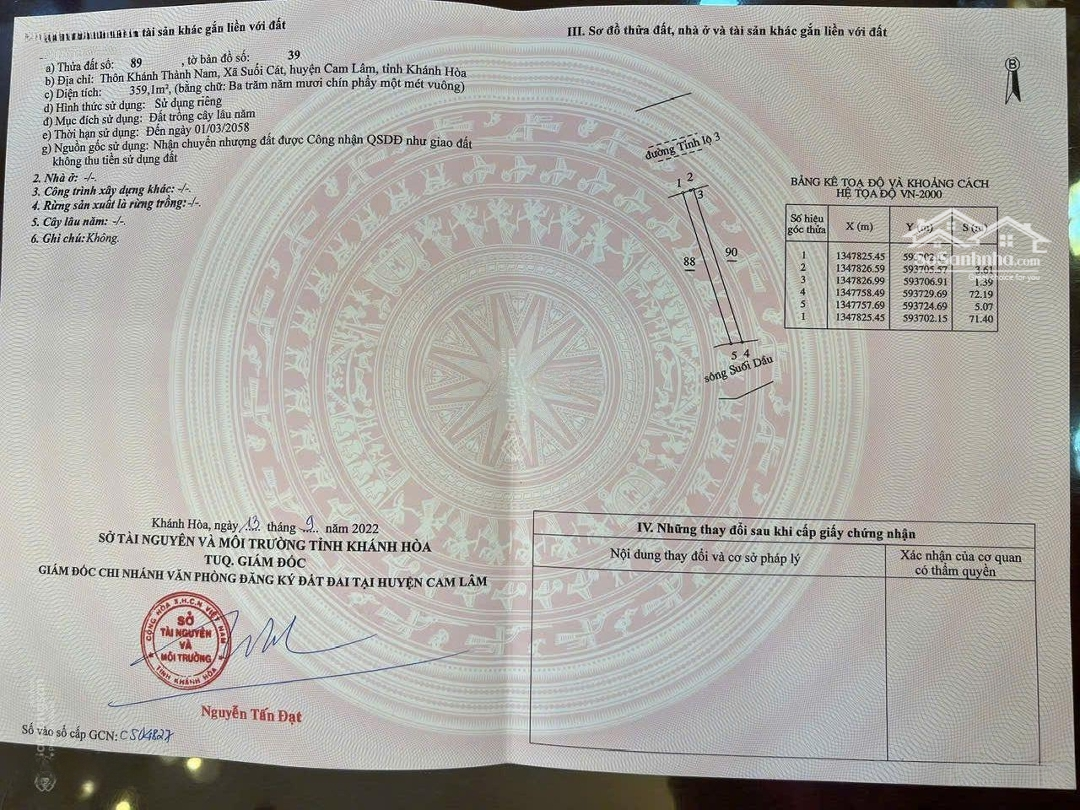 tài sản khác gắn liền với đất
a) Thửa đất số: 89 , tờ bản đồ số: 39
b) Địa chỉ: Thôn Khánh Thành Nam, Xã Suối Cát, huyện Cam Lâm, tỉnh Khánh Hòa
c) Diện tích: 359,1m², (bằng chữ: Ba trăm năm mươi chín phẩy một mét vuông)
d) Hình thức sử dụng: Sử dụng riêng
đ) Mục đích sử dụng: Đất trồng cây lâu năm
e) Thời hạn sử dụng: Đến ngày 01/03/2058
g) Nguồn gốc sử dụng: Nhận chuyển nhượng đất được Công nhận QSDĐ như giao đất
không thu tiền sử dụng đất
2. Nhà ở: -/-
3. Công trình xây dựng khác: -/-.
4. Rừng sản xuất là rừng trồng: -/-.
5. Cây lâu năm: -/-.
6. Ghi chú: Không.
Khánh Hòa, ngày 13 tháng 9 năm 2022
SỞ TÀI NGUYÊN VÀ MÔI TRƯỜNG TỈNH KHÁNH HÒA
TUQ. GIÁM ĐỐC
GIÁM ĐỐC CHI NHÁNH VĂN PHÒNG ĐĂNG KÝ ĐẤT ĐAI TẠI HUYỆN CAM LÂM
CỘNG HÒA X.H.C.N VIỆT NAM
SỞ
TÀI NGUYÊN
VÀ
MÔI TRƯỜNG
TỈNH KHÁNH HÒA
Nguyễn Tấn Đạt
Số vào sổ cấp GCN: CS04827
III. Sơ đồ thửa đất, nhà ở và tài sản khác gắn liền với đất
B
đường Tỉnh lộ 3
1 2
3
88 90
5 4
sông Suối Dầu
BẢNG KÊ TỌA ĐỘ VÀ KHOẢNG CÁCH
HỆ TỌA ĐỘ VN-2000
Số hiệu góc thửa X (m) Y (m) S (m)
1 1347825.45 593702.15
2 1347826.59 593705.57 3.61
3 1347826.99 593706.91 1.39
4 1347758.49 593729.69 72.19
5 1347757.69 593724.69 5.07
1 1347825.45 593702.15 71.40
SoSanhnha.com
IV. Những thay đổi sau khi cấp giấy chứng nhận
Nội dung thay đổi và cơ sở pháp lý
Xác nhận của cơ quan
có thẩm quyền